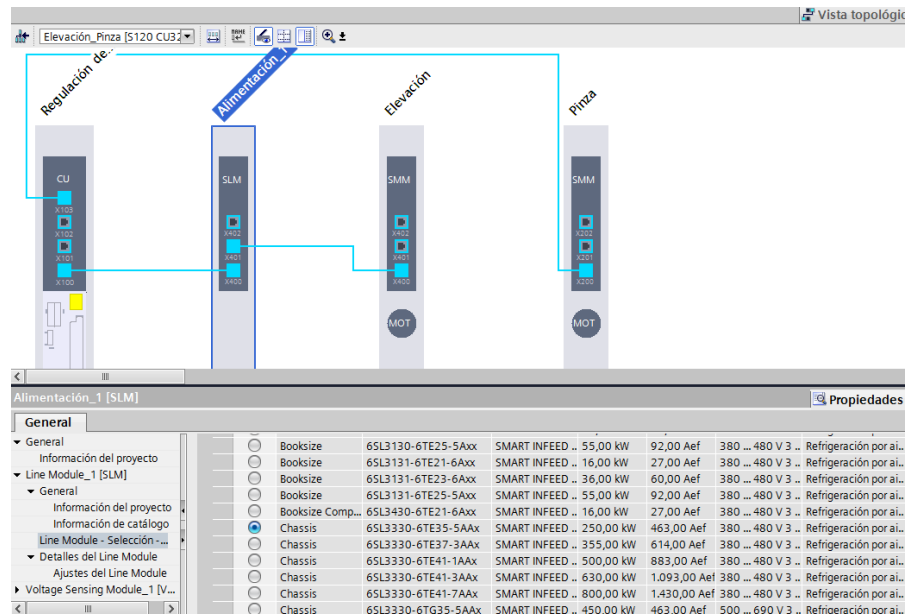 Vista topológic
Elevación_Pinza [S120 CU32
Regulación de...
Alimentación_1
Elevación
Pinza
CU
SLM
SMM
SMM
X103
X102
X402
X402
X202
X101
X401
X401
X201
X100
X400
X400
X200
MOT
MOT
Alimentación_1 [SLM]
Propiedades
General
General
Información del proyecto
Line Module_1 [SLM]
General
Información del proyecto
Información de catálogo
Line Module - Selección -...
Detalles del Line Module
Ajustes del Line Module
Voltage Sensing Module_1 [V...
Booksize 6SL3130-6TE25-5Axx SMART INFEED .. 55,00 kW 92,00 Aef 380 ... 480 V 3 .. Refrigeración por ai..
Booksize 6SL3131-6TE21-6Axx SMART INFEED .. 16,00 kW 27,00 Aef 380 ... 480 V 3 .. Refrigeración por ai..
Booksize 6SL3131-6TE23-6Axx SMART INFEED .. 36,00 kW 60,00 Aef 380 ... 480 V 3 .. Refrigeración por ai..
Booksize 6SL3131-6TE25-5Axx SMART INFEED .. 55,00 kW 92,00 Aef 380 ... 480 V 3 .. Refrigeración por ai..
Booksize Comp... 6SL3430-6TE21-6Axx SMART INFEED .. 16,00 kW 27,00 Aef 380 ... 480 V 3 .. Refrigeración por ai..
Chassis 6SL3330-6TE35-5AAx SMART INFEED .. 250,00 kW 463,00 Aef 380 ... 480 V 3 .. Refrigeración por ai..
Chassis 6SL3330-6TE37-3AAx SMART INFEED .. 355,00 kW 614,00 Aef 380 ... 480 V 3 .. Refrigeración por ai..
Chassis 6SL3330-6TE41-1AAx SMART INFEED .. 500,00 kW 883,00 Aef 380 ... 480 V 3 .. Refrigeración por ai..
Chassis 6SL3330-6TE41-3AAx SMART INFEED .. 630,00 kW 1.093,00 Aef 380 ... 480 V 3 .. Refrigeración por ai..
Chassis 6SL3330-6TE41-7AAx SMART INFEED .. 800,00 kW 1.430,00 Aef 380 ... 480 V 3 .. Refrigeración por ai..
Chassis 6SL3330-6TG35-5AAx SMART INFEED .. 450,00 kW 463,00 Aef 500 ... 690 V 3 .. Refrigeración por ai..